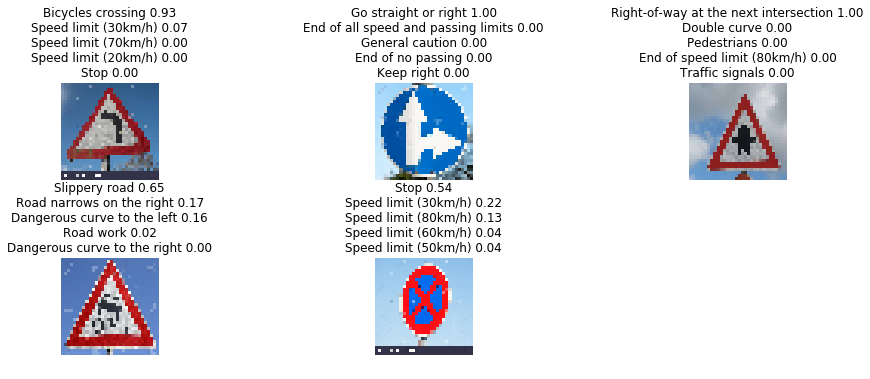 Bicycles crossing 0.93
Speed limit (30km/h) 0.07
Speed limit (70km/h) 0.00
Speed limit (20km/h) 0.00
Stop 0.00
Go straight or right 1.00
End of all speed and passing limits 0.00
General caution 0.00
End of no passing 0.00
Keep right 0.00
Right-of-way at the next intersection 1.00
Double curve 0.00
Pedestrians 0.00
End of speed limit (80km/h) 0.00
Traffic signals 0.00
Slippery road 0.65
Road narrows on the right 0.17
Dangerous curve to the left 0.16
Road work 0.02
Dangerous curve to the right 0.00
Stop 0.54
Speed limit (30km/h) 0.22
Speed limit (80km/h) 0.13
Speed limit (60km/h) 0.04
Speed limit (50km/h) 0.04